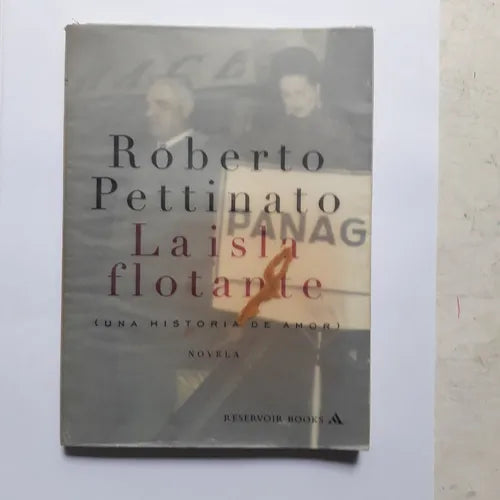 Roberto
Pettinato
PANAG
La isla
flotante
(UNA HISTORIA DE AMOR)
NOVELA
RESERVOIR BOOKS